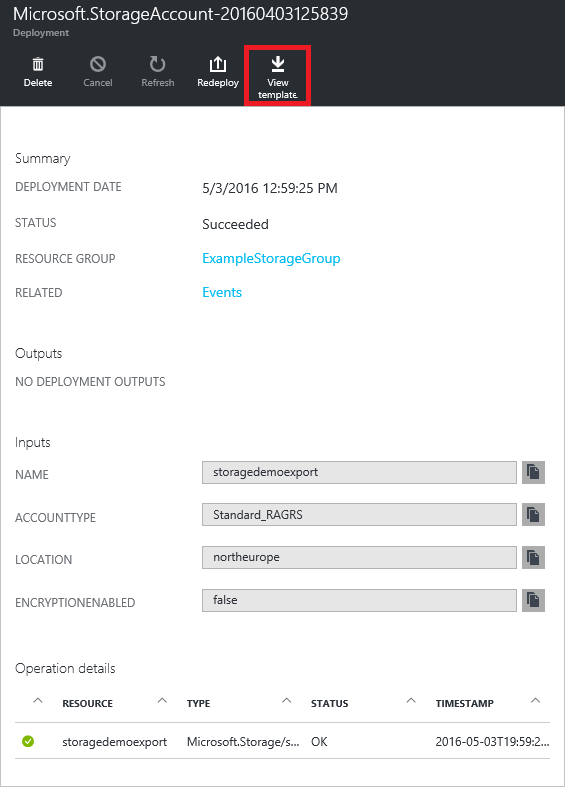 Microsoft.StorageAccount-20160403125839
Deployment
Delete
Cancel
Refresh
Redeploy
View
template
Summary
DEPLOYMENT DATE
5/3/2016 12:59:25 PM
STATUS
Succeeded
RESOURCE GROUP
ExampleStorageGroup
RELATED
Events
Outputs
NO DEPLOYMENT OUTPUTS
Inputs
NAME
storagedemoexport
ACCOUNTTYPE
Standard_RAGRS
LOCATION
northeurope
ENCRYPTIONENABLED
false
Operation details
RESOURCE TYPE STATUS TIMESTAMP
storagedemoexport Microsoft.Storage/s... OK 2016-05-03T19:59:2...